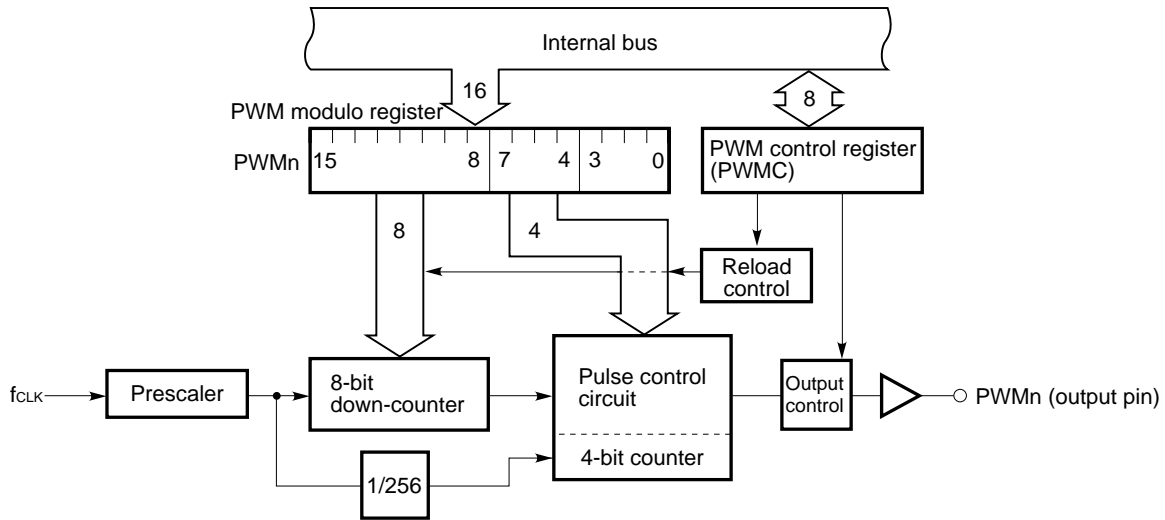 Internal bus
16
8
PWM modulo register
PWMn
15 8 7 4 3 0
PWM control register
(PWMC)
8
4
Reload
control
fCLK
Prescaler
8-bit
down-counter
Pulse control
circuit
4-bit counter
1/256
Output
control
PWMn (output pin)